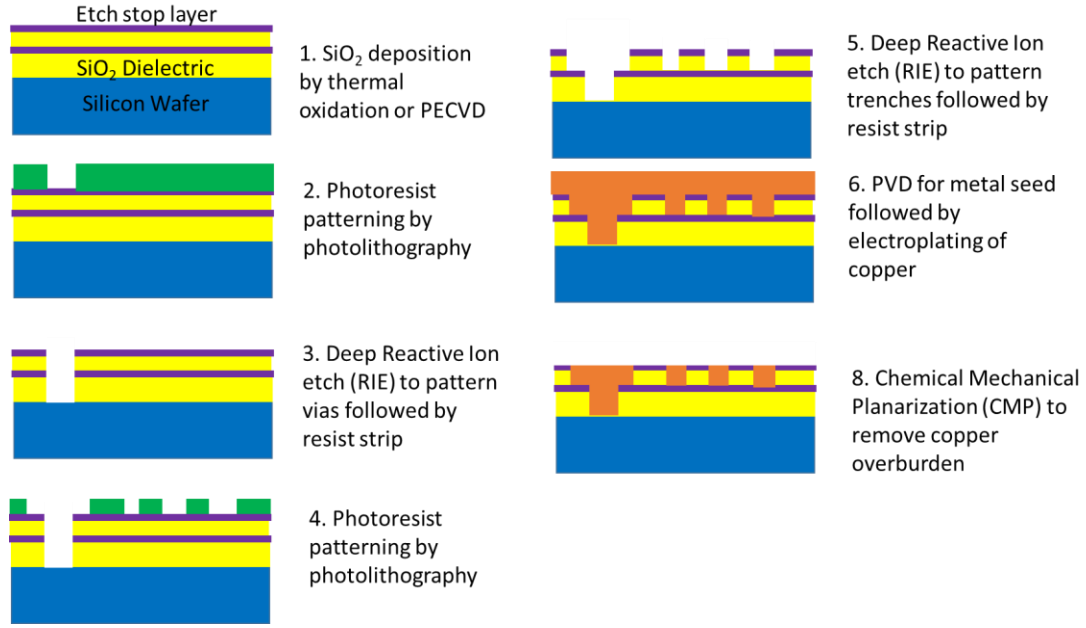 Etch stop layer
SiO₂ Dielectric
Silicon Wafer
1. SiO₂ deposition
by thermal
oxidation or PECVD
2. Photoresist
patterning by
photolithography
3. Deep Reactive Ion
etch (RIE) to pattern
vias followed by
resist strip
4. Photoresist
patterning by
photolithography
5. Deep Reactive Ion
etch (RIE) to pattern
trenches followed by
resist strip
6. PVD for metal seed
followed by
electroplating of
copper
8. Chemical Mechanical
Planarization (CMP) to
remove copper
overburden